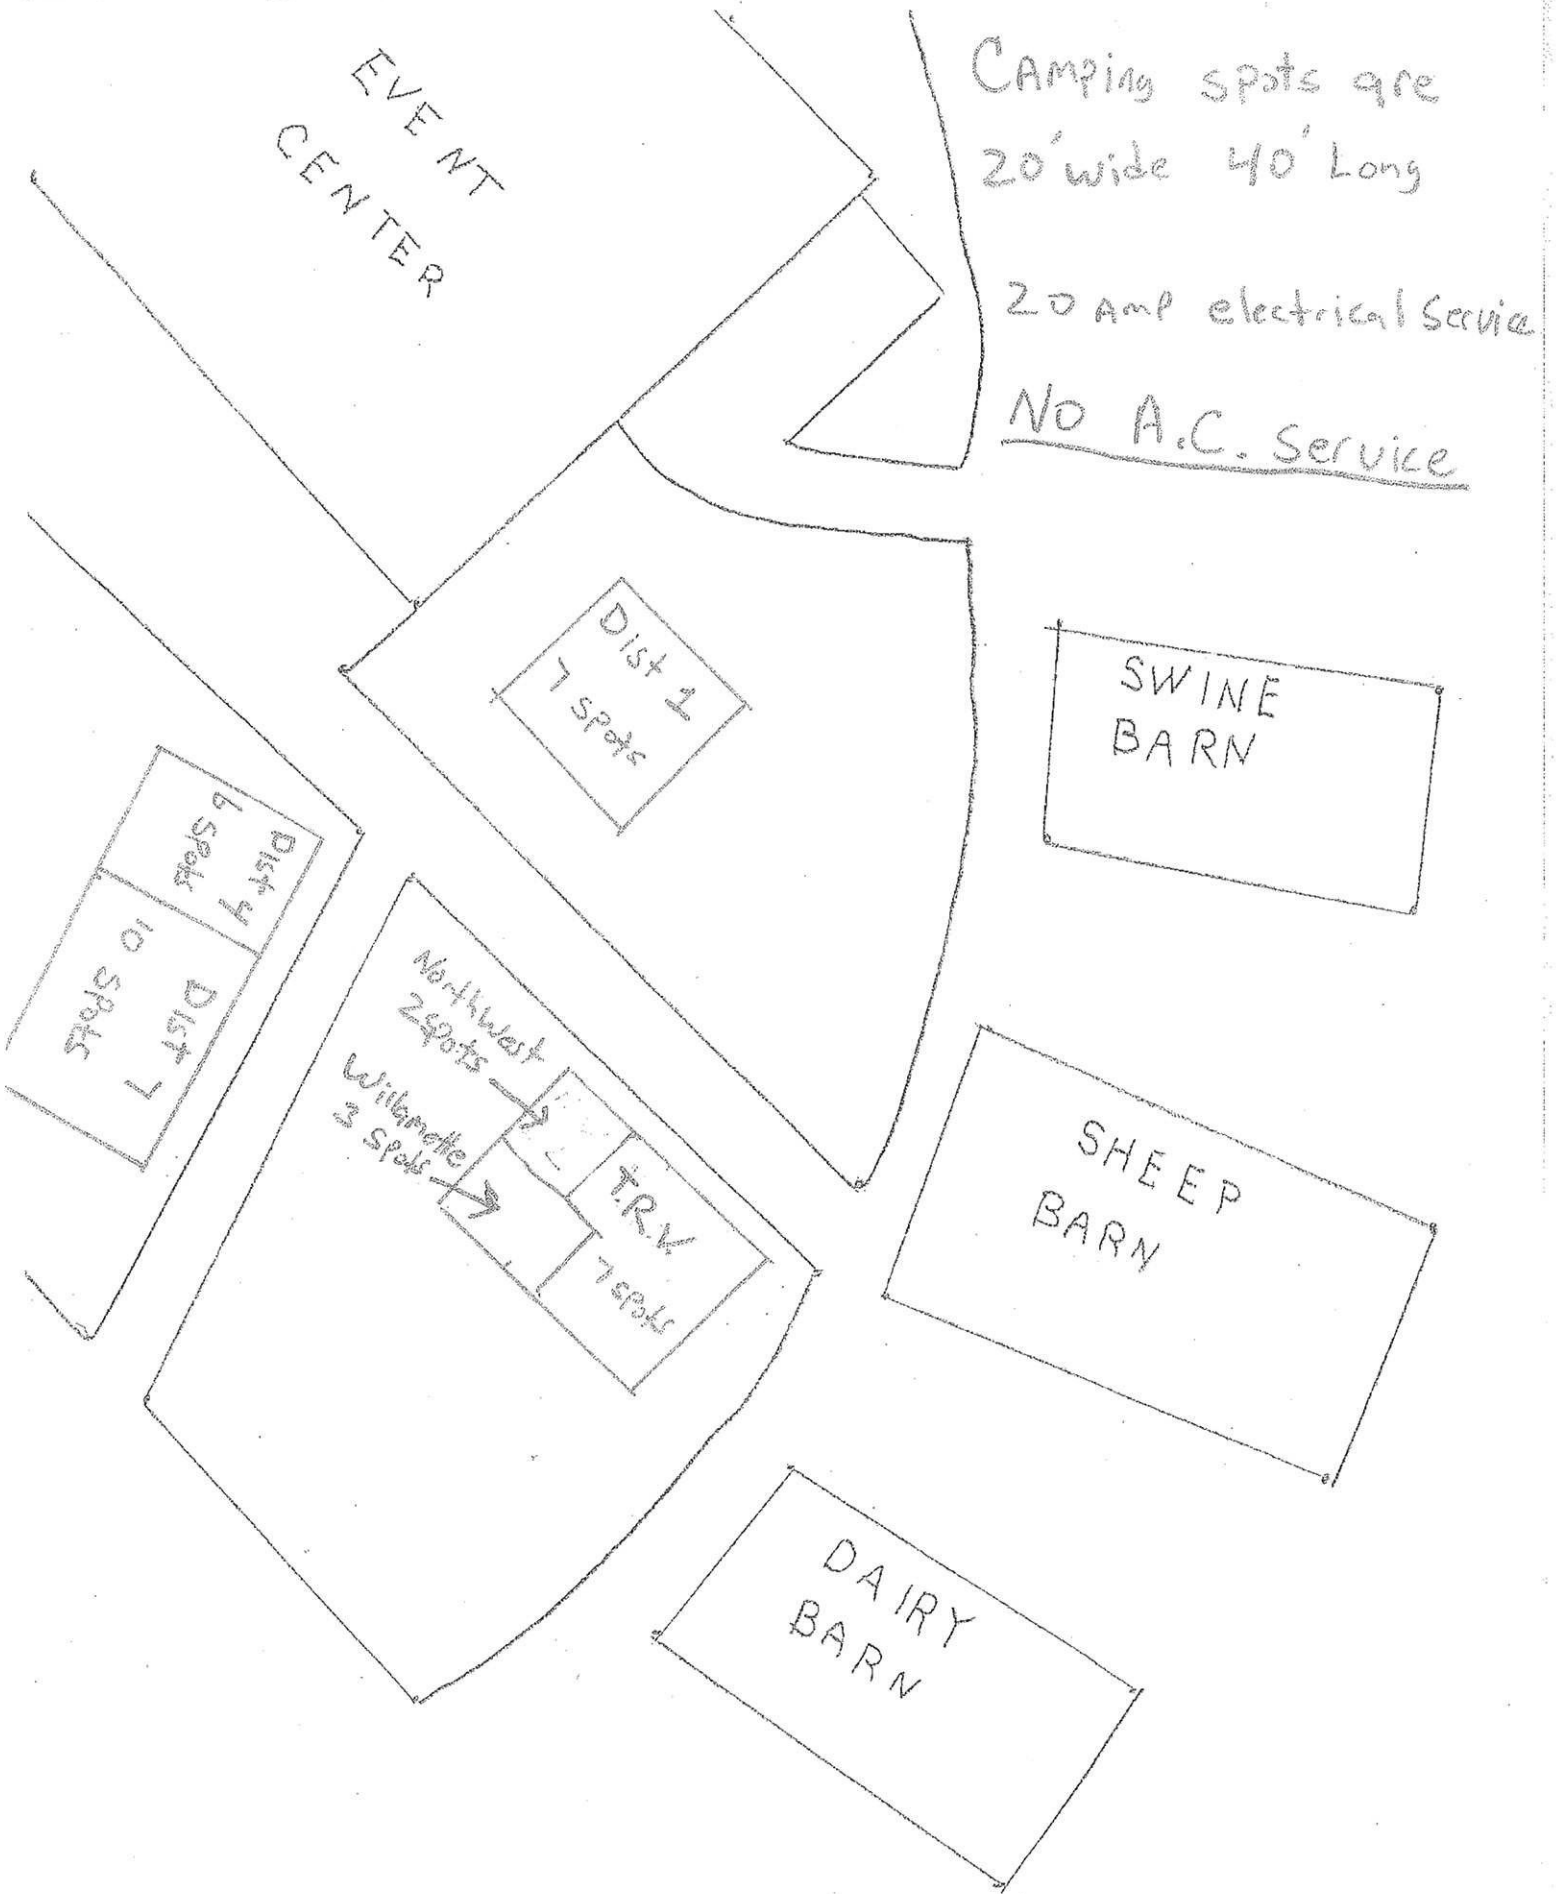 CAMPing spots are
20' wide 40' Long
20 AMP electrical Service
NO A.C. Service
EVENT
CENTER
Dist 1
7 spots
SWINE
BARN
Dist 4
6 spots
Dist 7
10 spots
Northwest
2 spots
Willamette
3 spots
T.R.V.
7 spots
SHEEP
BARN
DAIRY
BARN